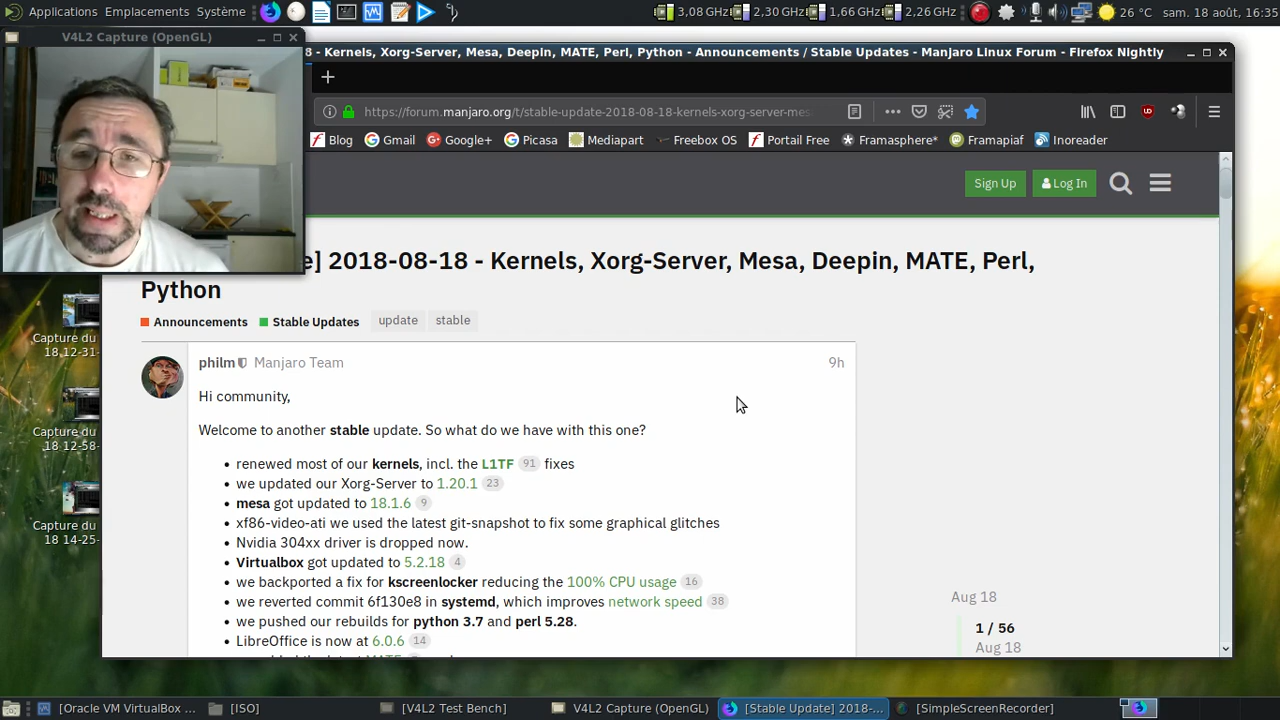 Applications Emplacements Système 3,08 GHz 2,30 GHz 1,66 GHz 2,26 GHz 26 °C sam. 18 août, 16:35
V4L2 Capture (OpenGL)
8 - Kernels, Xorg-Server, Mesa, Deepin, MATE, Perl, Python - Announcements / Stable Updates - Manjaro Linux Forum - Firefox Nightly
https://forum.manjaro.org/t/stable-update-2018-08-18-kernels-xorg-server-mes
Blog Gmail Google+ Picasa Mediapart Freebox OS Portail Free Framasphere* Framapiaf Inoreader
Sign Up Log In
e] 2018-08-18 - Kernels, Xorg-Server, Mesa, Deepin, MATE, Perl,
Python
Announcements Stable Updates update stable
philm Manjaro Team 9h
Hi community,
Welcome to another stable update. So what do we have with this one?
• renewed most of our kernels, incl. the L1TF 91 fixes
• we updated our Xorg-Server to 1.20.1 23
• mesa got updated to 18.1.6 9
• xf86-video-ati we used the latest git-snapshot to fix some graphical glitches
• Nvidia 304xx driver is dropped now.
• Virtualbox got updated to 5.2.18 4
• we backported a fix for kscreenlocker reducing the 100% CPU usage 16
• we reverted commit 6f130e8 in systemd, which improves network speed 38
• we pushed our rebuilds for python 3.7 and perl 5.28.
• LibreOffice is now at 6.0.6 14
Aug 18
1 / 56
Aug 18
Capture du
18 12-31-
Capture du
18 12-58-
Capture du
18 14-25-
[Oracle VM VirtualBox ... [ISO] [V4L2 Test Bench] V4L2 Capture (OpenGL) [Stable Update] 2018-... [SimpleScreenRecorder]